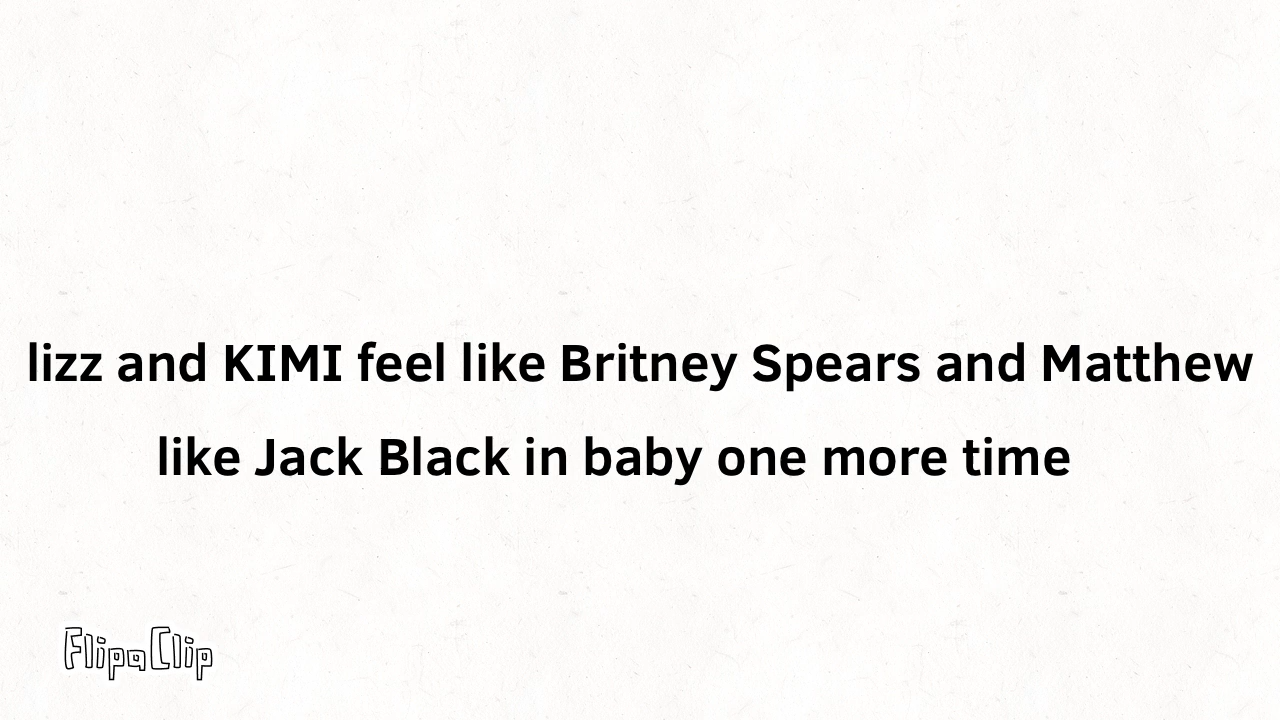 lizz and KIMI feel like Britney Spears and Matthew
like Jack Black in baby one more time
FlipaClip